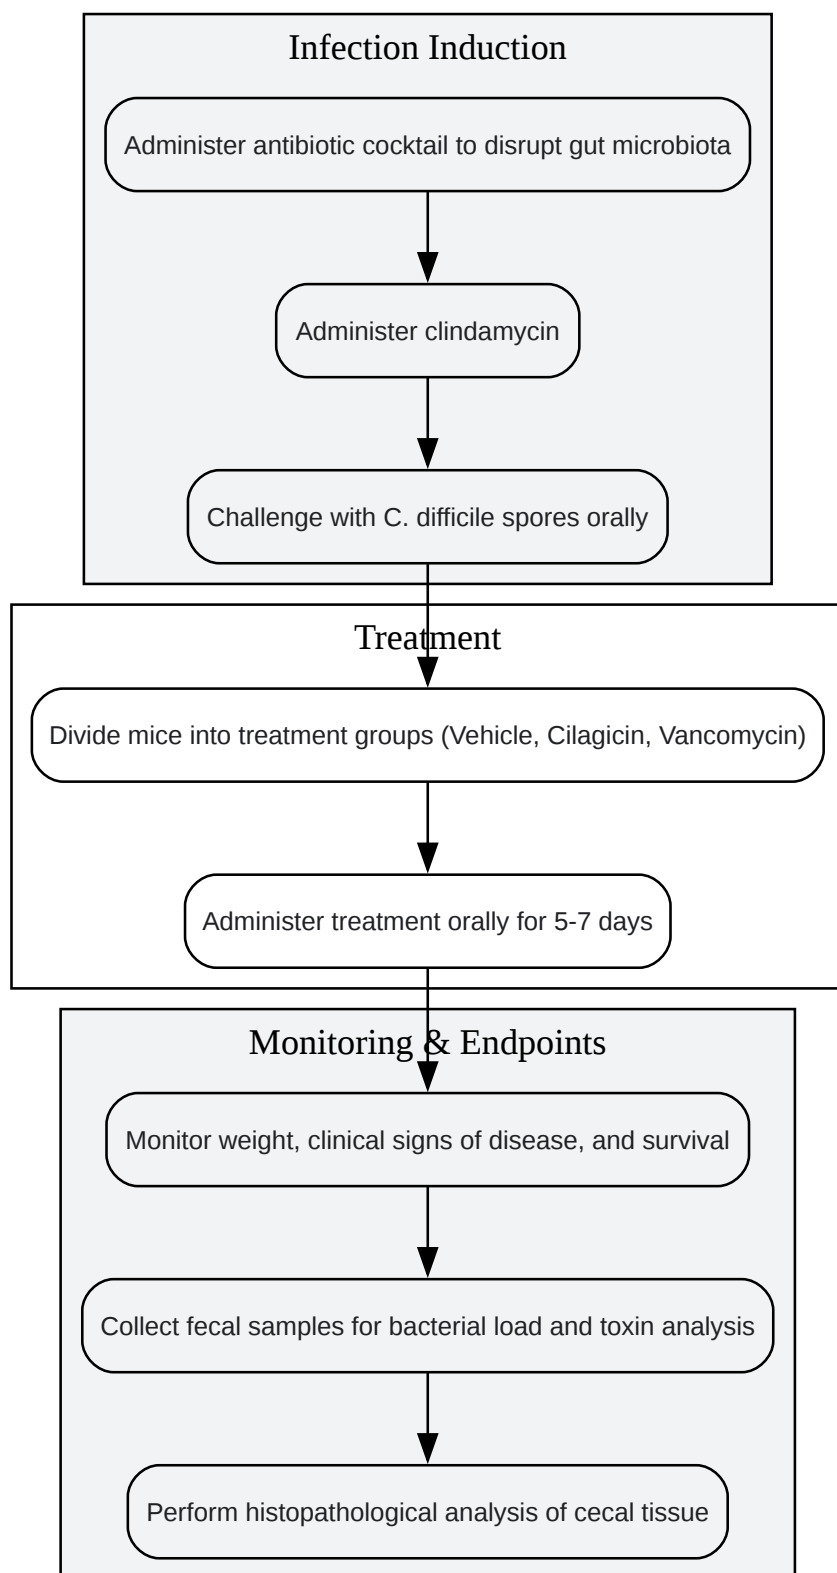 Infection Induction
Administer antibiotic cocktail to disrupt gut microbiota
Administer clindamycin
Challenge with C. difficile spores orally
Treatment
Divide mice into treatment groups (Vehicle, Cilagicin, Vancomycin)
Administer treatment orally for 5-7 days
Monitoring & Endpoints
Monitor weight, clinical signs of disease, and survival
Collect fecal samples for bacterial load and toxin analysis
Perform histopathological analysis of cecal tissue